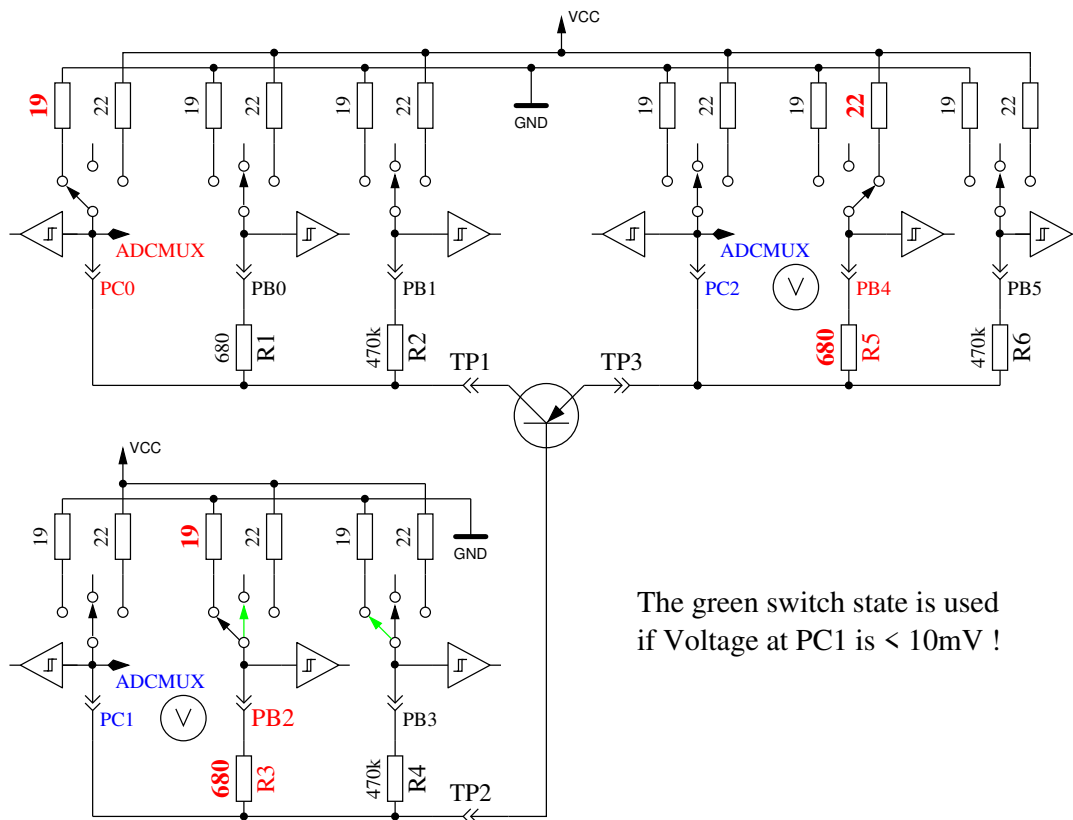 VCC
19
22
19
22
19
22
GND
19
22
19
22
19
22
ADCMUX
PC0
PB0
PB1
ADCMUX
PC2
V
PB4
PB5
680
R1
470k
R2
680
R5
470k
R6
TP1
TP3
VCC
19
22
19
22
19
22
GND
The green switch state is used
if Voltage at PC1 is < 10mV !
ADCMUX
PC1
V
PB2
PB3
680
R3
470k
R4
TP2